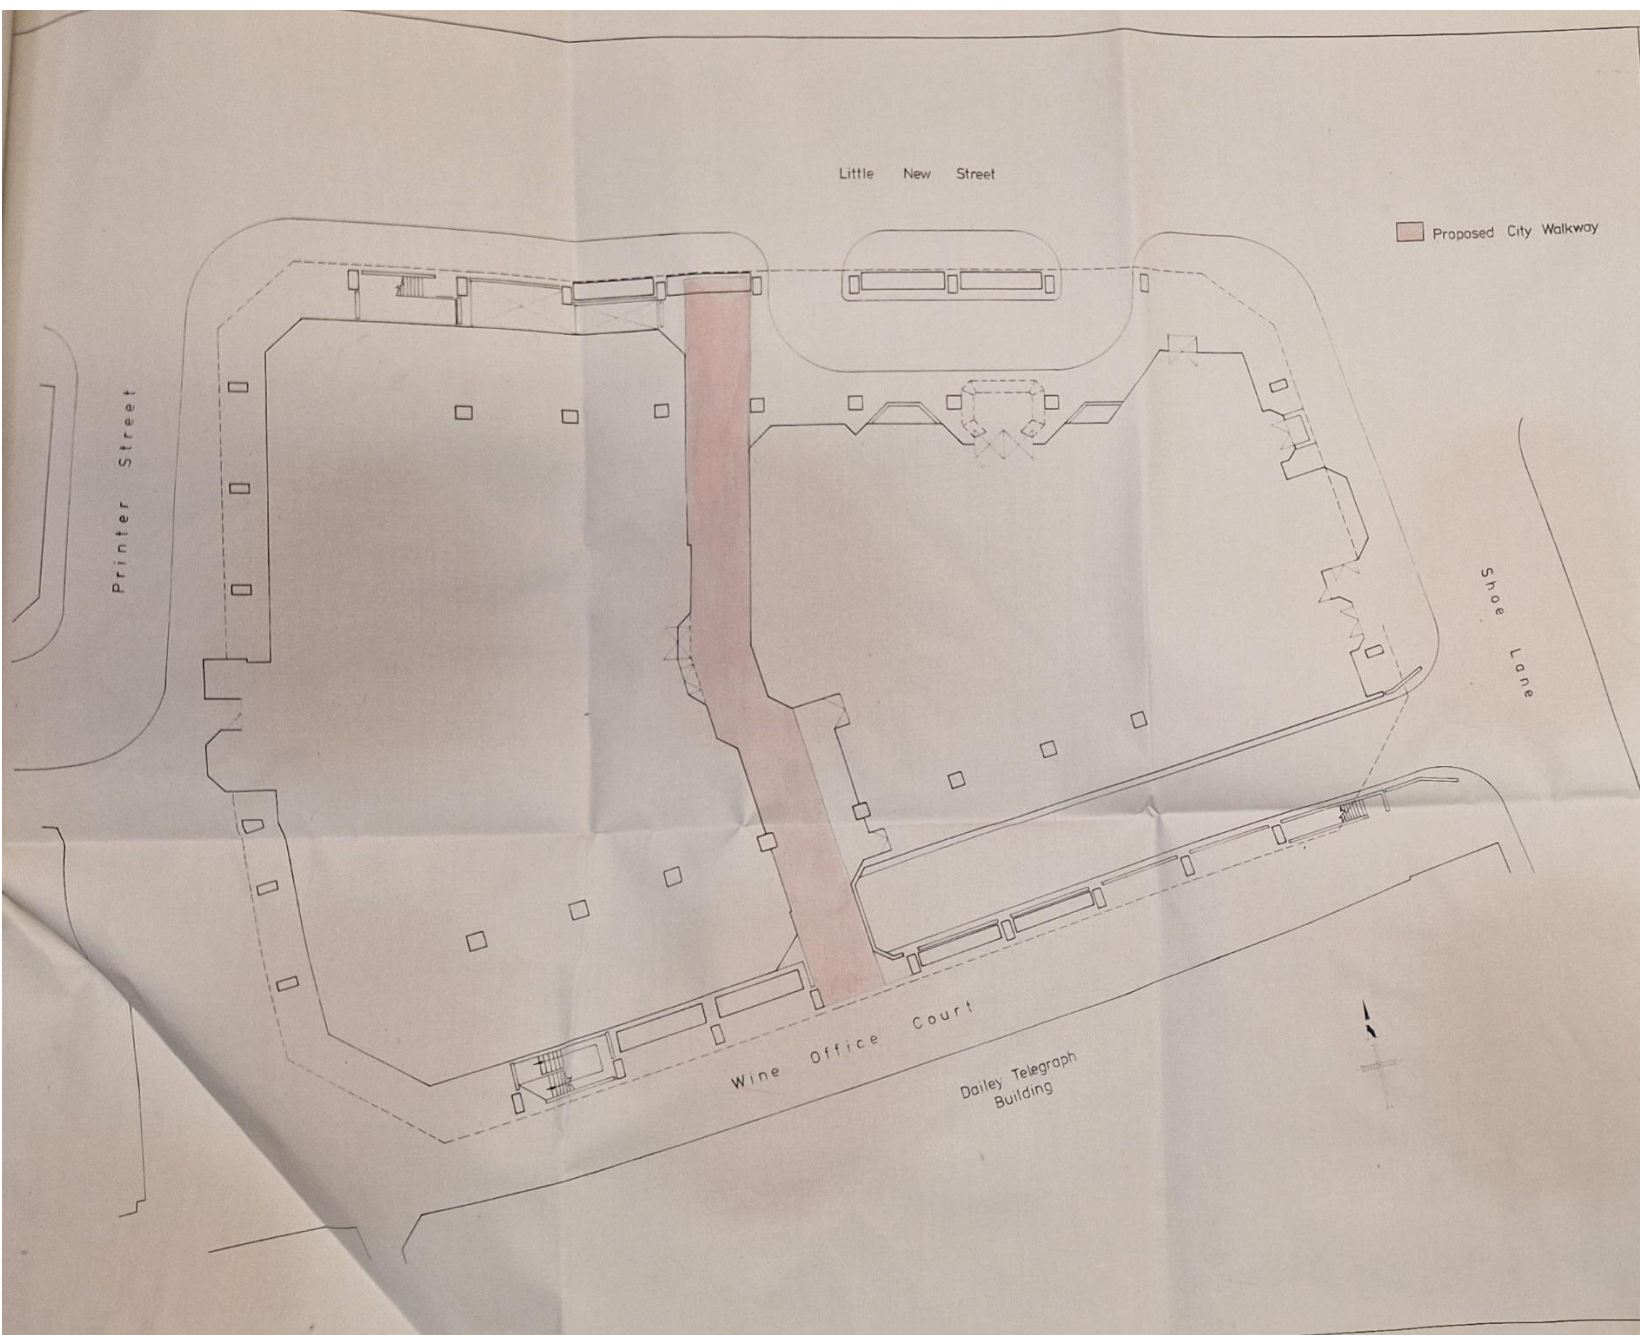 Little New Street
Proposed City Walkway
Printer Street
Shoe Lane
Wine Office Court
Dailey Telegraph
Building